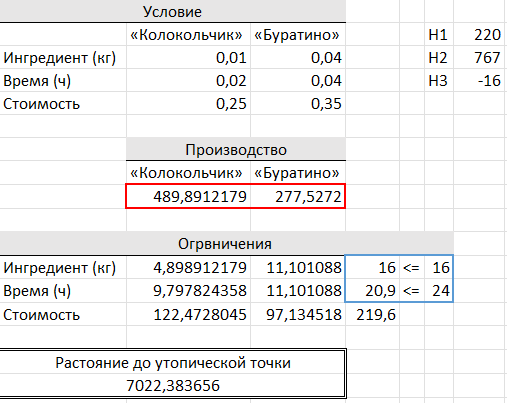 Условие
«Колокольчик» «Буратино» H1 220
Ингредиент (кг) 0,01 0,04 H2 767
Время (ч) 0,02 0,04 H3 -16
Стоимость 0,25 0,35
Производство
«Колокольчик» «Буратино»
489,8912179 277,5272
Огрвничения
Ингредиент (кг) 4,898912179 11,101088 16 <= 16
Время (ч) 9,797824358 11,101088 20,9 <= 24
Стоимость 122,4728045 97,134518 219,6
Растояние до утопической точки
7022,383656